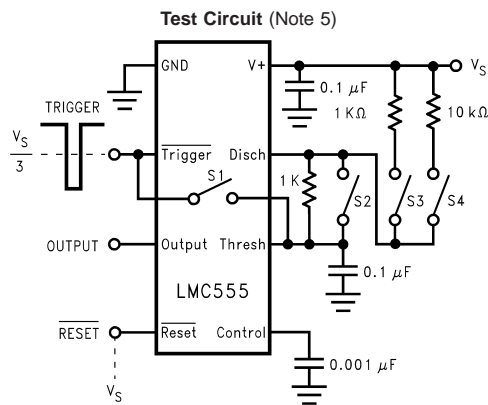 Test Circuit (Note 5)
GND
V+
V_S
0.1 μF
1 KΩ
10 kΩ
TRIGGER
V_S
3
Trigger
Disch
S1
1 K
S2
S3
S4
OUTPUT
Output
Thresh
0.1 μF
LMC555
RESET
Reset
Control
0.001 μF
V_S